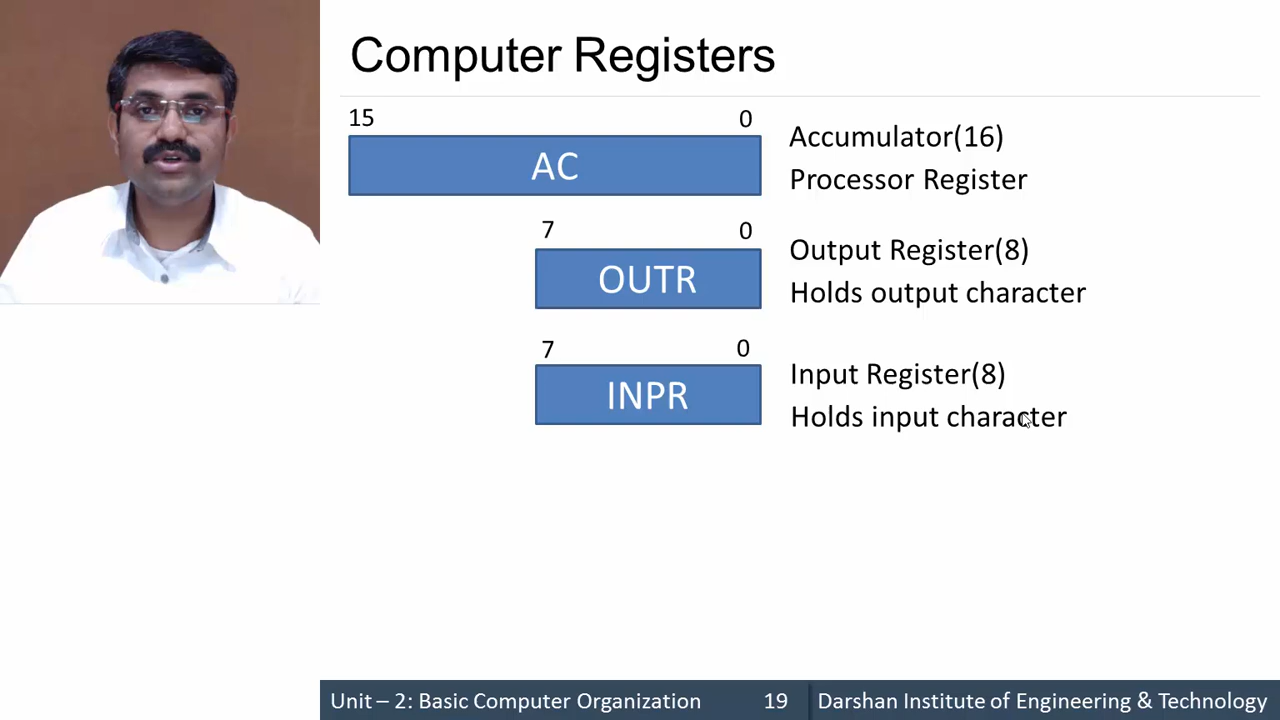 Computer Registers
15 0
AC
Accumulator(16)
Processor Register
7 0
OUTR
Output Register(8)
Holds output character
7 0
INPR
Input Register(8)
Holds input character
Unit – 2: Basic Computer Organization 19 Darshan Institute of Engineering & Technology